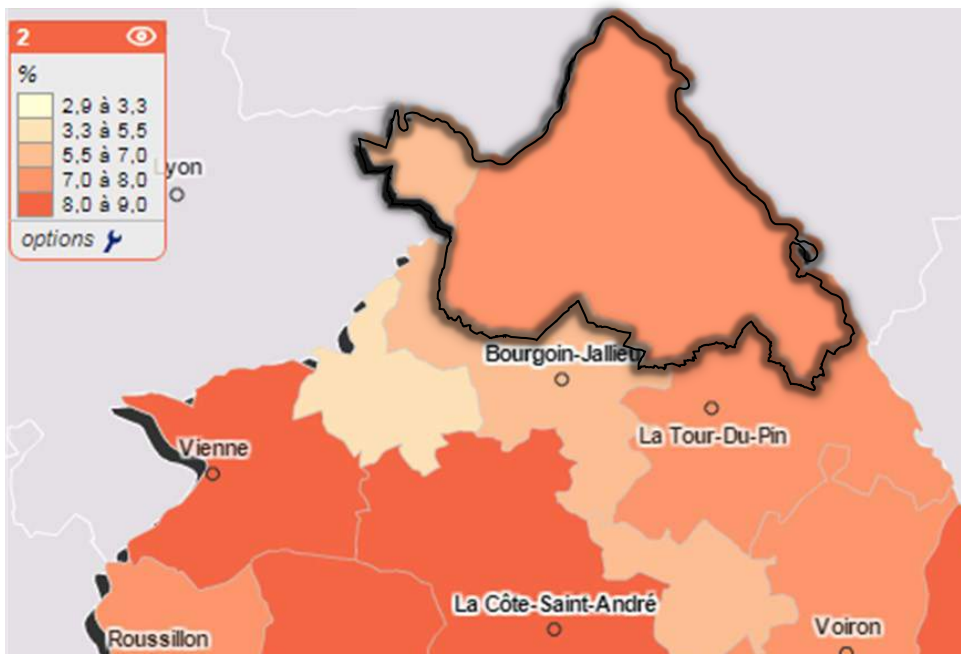 2
%
2,9 à 3,3
3,3 à 5,5
5,5 à 7,0
7,0 à 8,0
8,0 à 9,0
options
Lyon
Bourgoin-Jallieu
La Tour-Du-Pin
Vienne
La Côte-Saint-André
Voiron
Roussillon